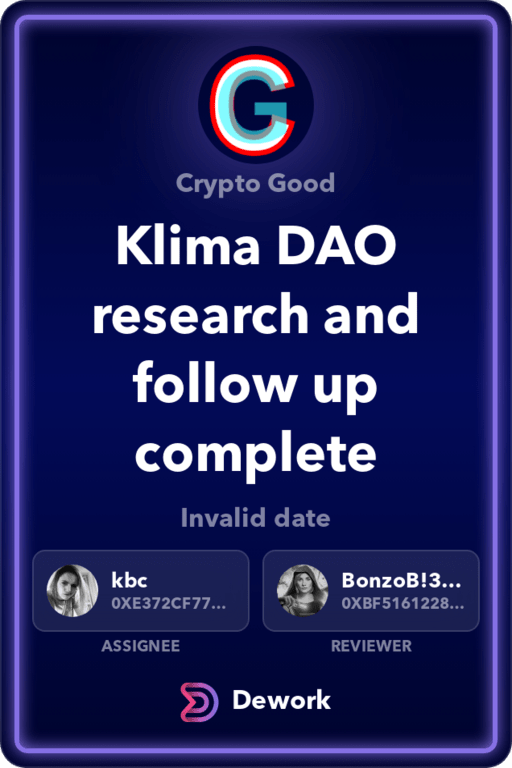 G
Crypto Good
Klima DAO
research and
follow up
complete
Invalid date
kbc
0XE372CF77...
BonzoB!3...
0XBF5161228...
ASSIGNEE
REVIEWER
Dework